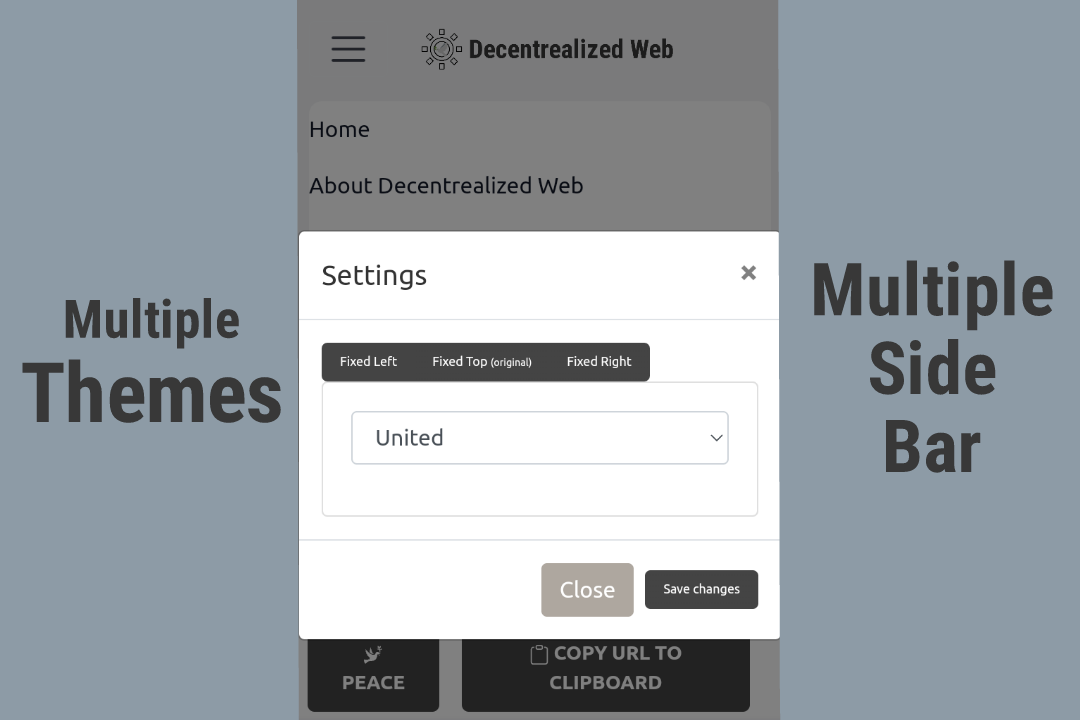 Decentrealized Web
Home
About Decentrealized Web
Settings
×
Fixed Left
Fixed Top (original)
Fixed Right
United
Close
Save changes
PEACE
COPY URL TO
CLIPBOARD
Multiple
Themes
Multiple
Side
Bar